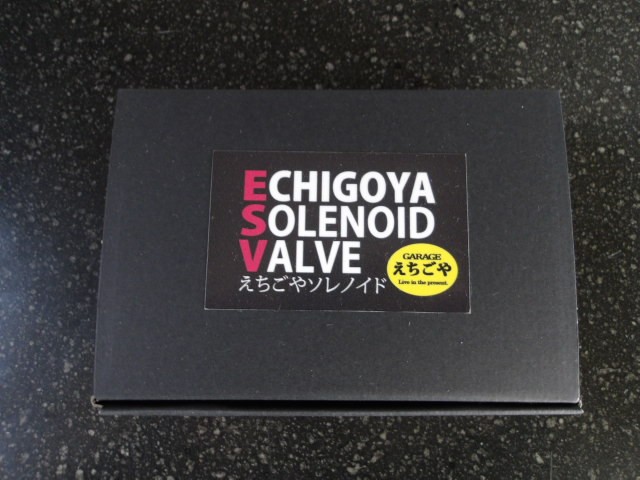 ECHIGOYA
SOLENOID
VALVE
えちごやソレノイド
GARAGE
えちごや
Live in the present.